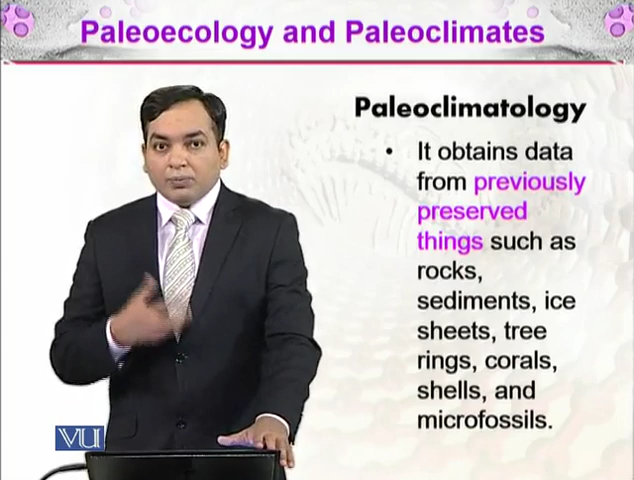 Paleoecology and Paleoclimates
Paleoclimatology
• It obtains data
from previously
preserved
things such as
rocks,
sediments, ice
sheets, tree
rings, corals,
shells, and
microfossils.
VU